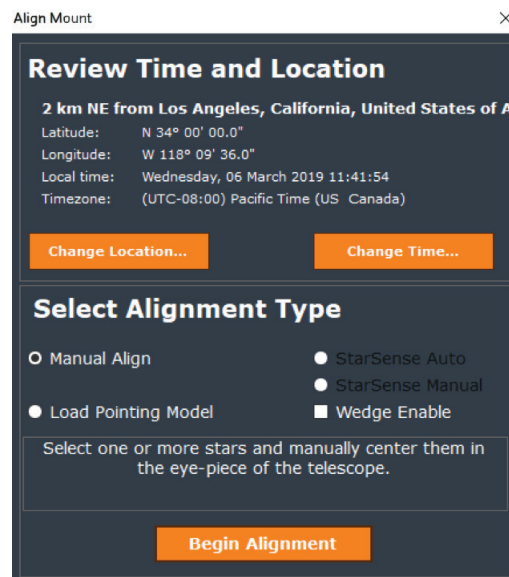 Align Mount
Review Time and Location
2 km NE from Los Angeles, California, United States of A
Latitude: N 34° 00' 00.0"
Longitude: W 118° 09' 36.0"
Local time: Wednesday, 06 March 2019 11:41:54
Timezone: (UTC-08:00) Pacific Time (US Canada)
Change Location... Change Time...
Select Alignment Type
Manual Align StarSense Auto
StarSense Manual
Load Pointing Model Wedge Enable
Select one or more stars and manually center them in
the eye-piece of the telescope.
Begin Alignment